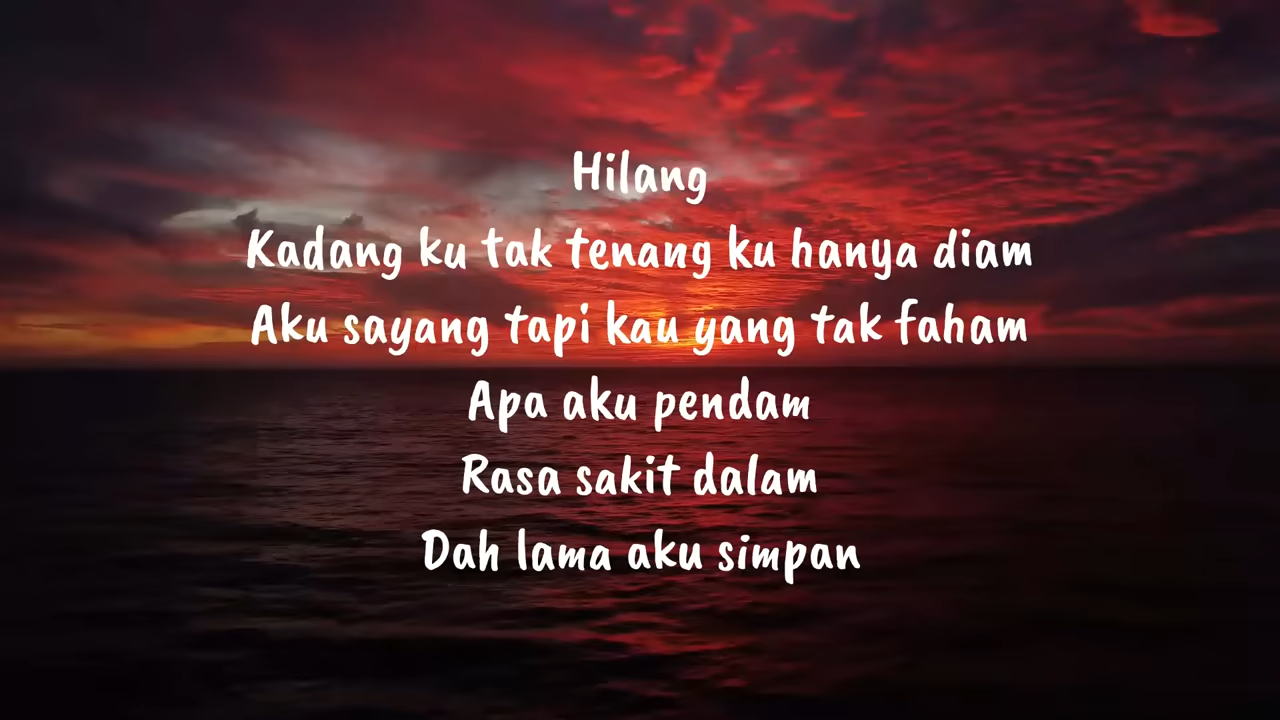 Hilang
Kadang ku tak tenang ku hanya diam
Aku sayang tapi kau yang tak faham
Apa aku pendam
Rasa sakit dalam
Dah lama aku simpan